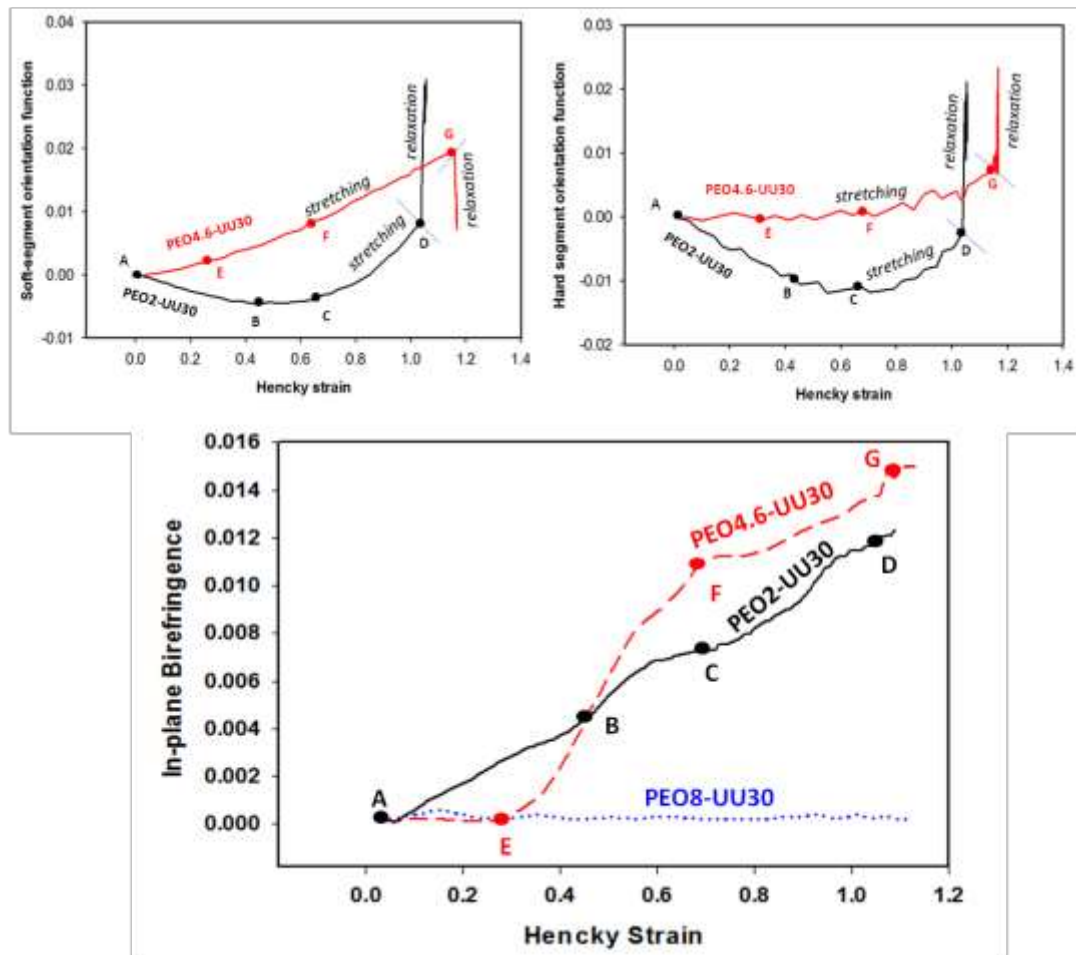 Soft-segment orientation function
0.04
0.03
0.02
0.01
0.00
-0.01
A
PEO4.6-UU30
E
PEO2-UU30
B
C
F
stretching
stretching
D
G
relaxation
relaxation
0.0 0.2 0.4 0.6 0.8 1.0 1.2 1.4
Hencky strain
Hard segment orientation function
0.03
0.02
0.01
0.00
-0.01
-0.02
A
PEO4.6-UU30
stretching
E
F
PEO2-UU30
B
C
stretching
D
G
relaxation
relaxation
0.0 0.2 0.4 0.6 0.8 1.0 1.2 1.4
Hencky strain
In-plane Birefringence
0.016
0.014
0.012
0.010
0.008
0.006
0.004
0.002
0.000
A
E
B
C
F
D
G
PEO4.6-UU30
PEO2-UU30
PEO8-UU30
0.0 0.2 0.4 0.6 0.8 1.0 1.2
Hencky Strain